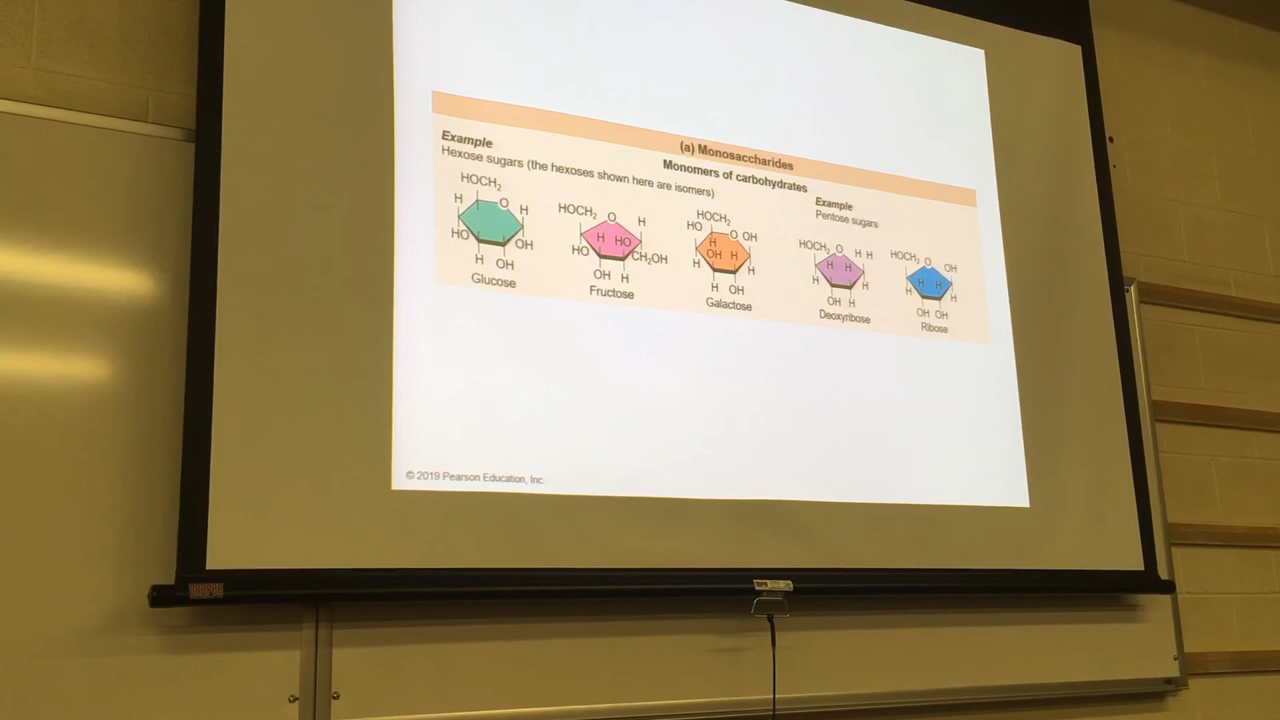 (a) Monosaccharides
Monomers of carbohydrates
Example
Hexose sugars (the hexoses shown here are isomers)
HOCH2
H O H
HO OH
H OH
Glucose
HOCH2 O H
H HO
HO CH2OH
OH H
Fructose
HOCH2
HO O OH
H
OH H
H H
H OH
Galactose
Example
Pentose sugars
HOCH2 O H H
H H
H H
OH H
Deoxyribose
HOCH2 O OH
H H
H H
OH OH
Ribose
© 2019 Pearson Education, Inc.
DRAPER